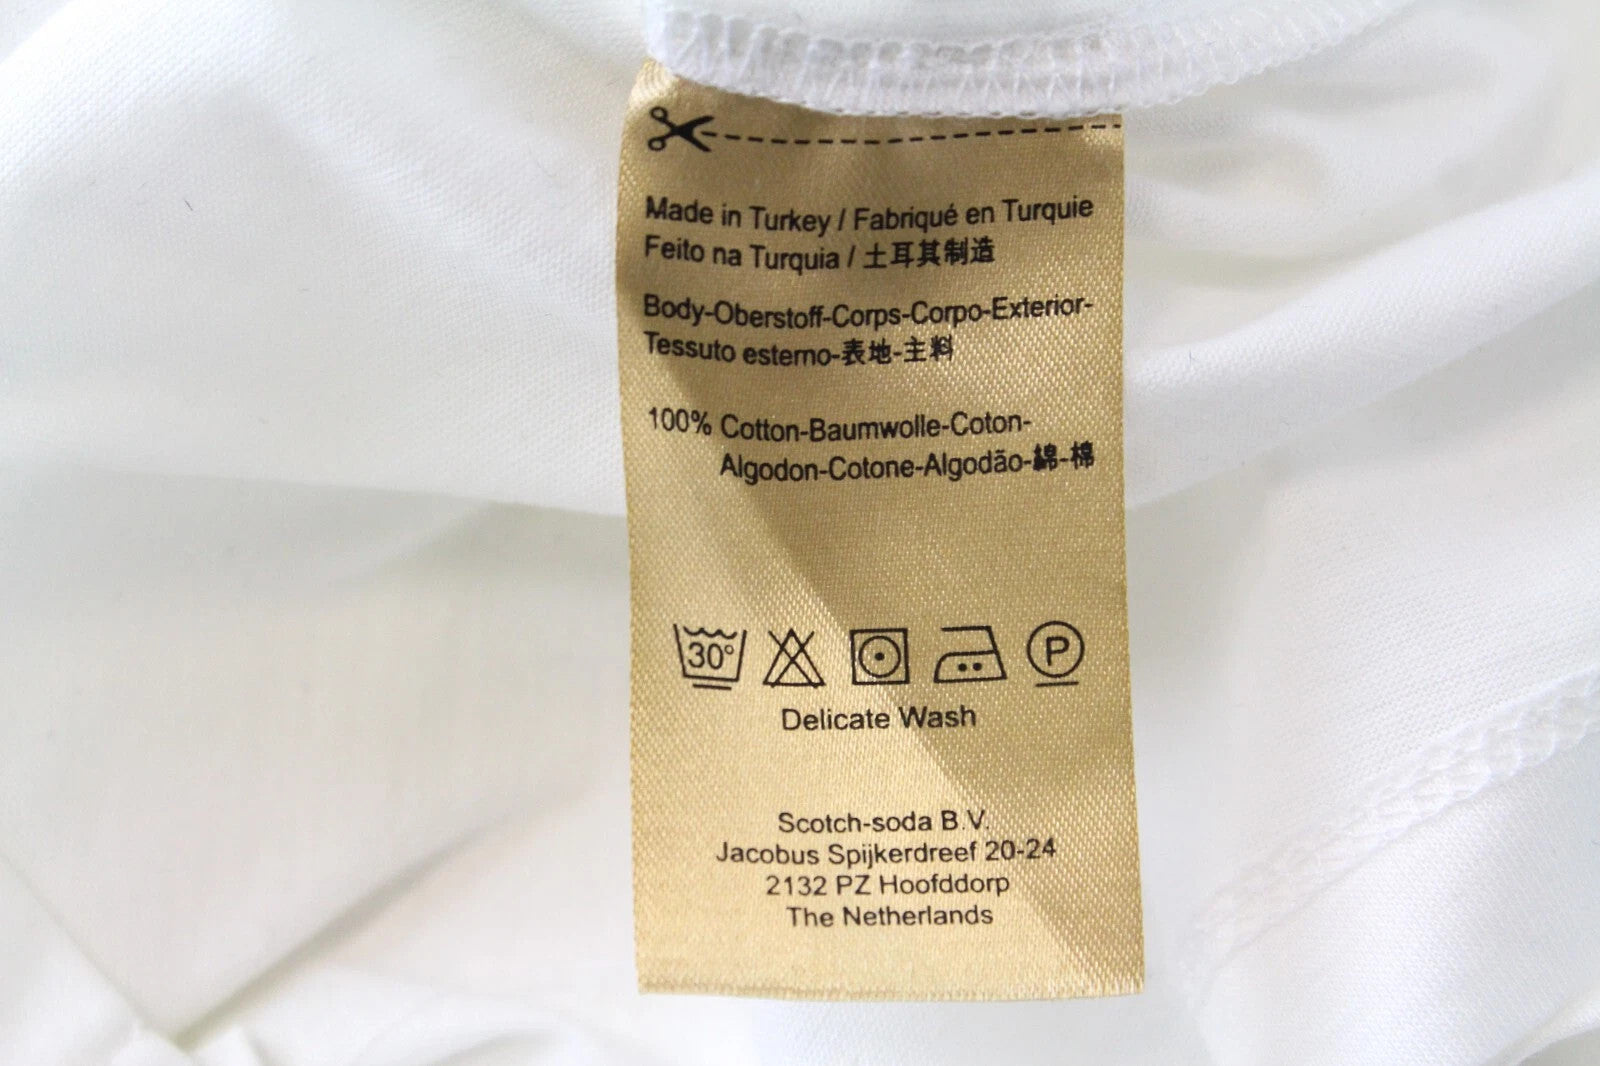 Made in Turkey / Fabriqué en Turquie
Feito na Turquia / 土耳其制造
Body-Oberstoff-Corps-Corpo-Exterior-
Tessuto esterno-表地-主料
100% Cotton-Baumwolle-Coton-
Algodon-Cotone-Algodão-綿-棉
30°
P
Delicate Wash
Scotch-soda B.V.
Jacobus Spijkerdreef 20-24
2132 PZ Hoofddorp
The Netherlands